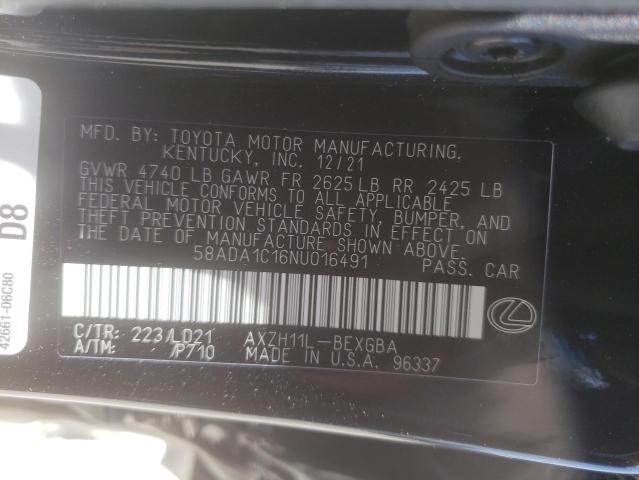 MFD. BY: TOYOTA MOTOR MANUFACTURING.
KENTUCKY, INC. 12/21
GVWR 4740 LB GAWR FR 2625 LB RR 2425 LB
THIS VEHICLE CONFORMS TO ALL APPLICABLE
FEDERAL MOTOR VEHICLE SAFETY, BUMPER, AND
THEFT PREVENTION STANDARDS IN EFFECT ON
THE DATE OF MANUFACTURE SHOWN ABOVE.
58ADA1C16NU016491 PASS. CAR
C/TR: 223/LD21 AXZH11L-BEXGBA
A/TM: /P710 MADE IN U.S.A. 96337
D8
42661-06C80